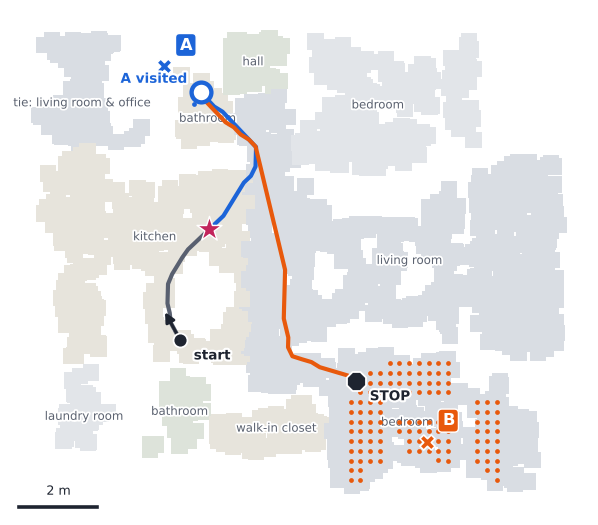 A
hall
A visited
tie: living room & office
bedroom
bathroom
kitchen
living room
start
STOP
laundry room
bathroom
walk-in closet
bedroom
B
2 m